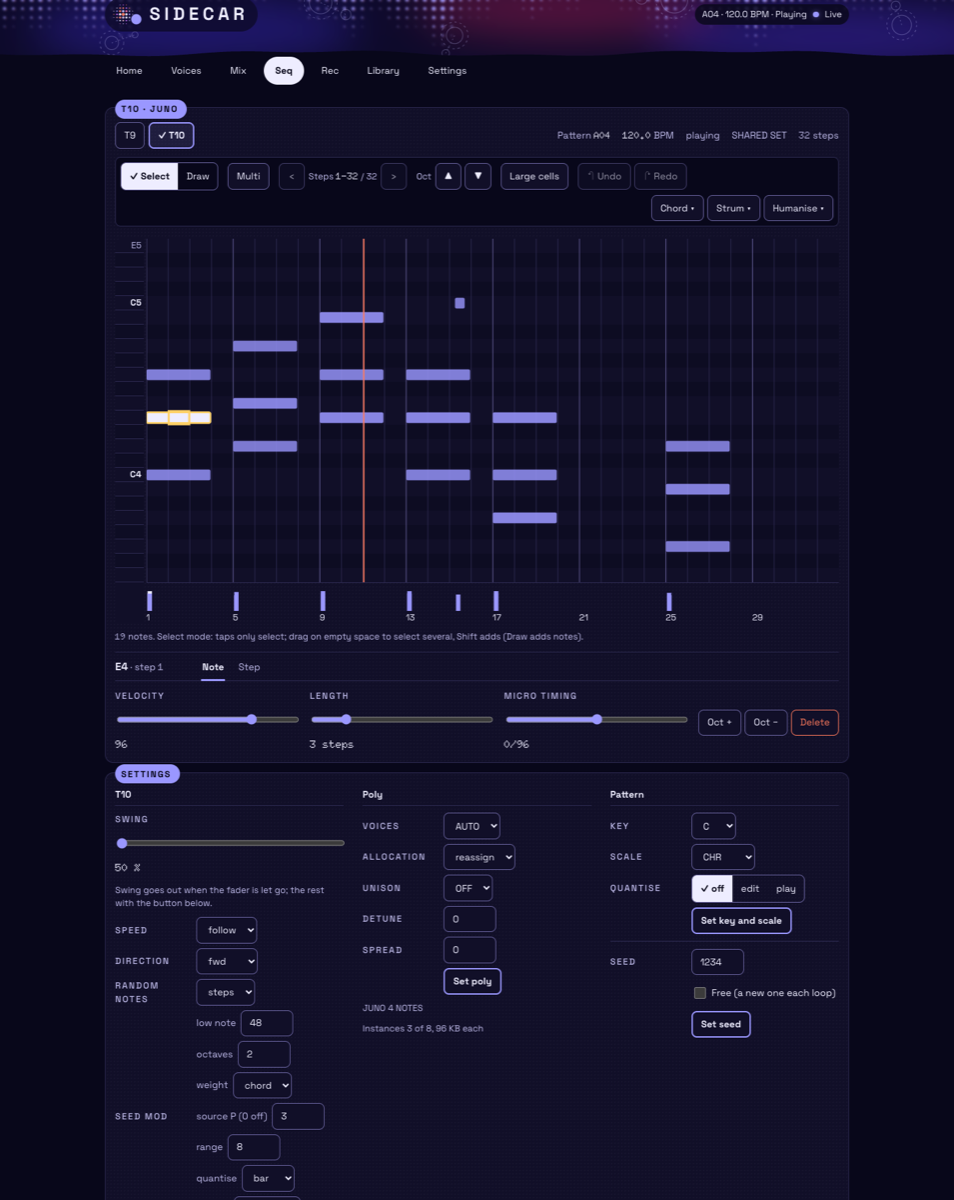 SIDECAR
A04 · 120.0 BPM · Playing Live
Home Voices Mix Seq Rec Library Settings
T10 · JUNO
T9 ✓ T10 Pattern A04 120.0 BPM playing SHARED SET 32 steps
✓ Select Draw Multi < Steps 1–32 / 32 > Oct ▲ ▼ Large cells Undo Redo
Chord ▾ Strum ▾ Humanise ▾
E5
C5
C4
1 5 9 13 17 21 25 29
19 notes. Select mode: taps only select; drag on empty space to select several, Shift adds (Draw adds notes).
E4 · step 1 Note Step
VELOCITY LENGTH MICRO TIMING
Oct + Oct − Delete
96 3 steps 0/96
SETTINGS
T10 Poly Pattern
SWING
50 %
Swing goes out when the fader is let go; the rest
with the button below.
SPEED follow
DIRECTION fwd
RANDOM
NOTES steps
low note 48
octaves 2
weight chord
SEED MOD source P (0 off) 3
range 8
quantise bar
VOICES AUTO
ALLOCATION reassign
UNISON OFF
DETUNE 0
SPREAD 0
Set poly
JUNO 4 NOTES
Instances 3 of 8, 96 KB each
KEY C
SCALE CHR
QUANTISE ✓ off edit play
Set key and scale
SEED 1234
Free (a new one each loop)
Set seed